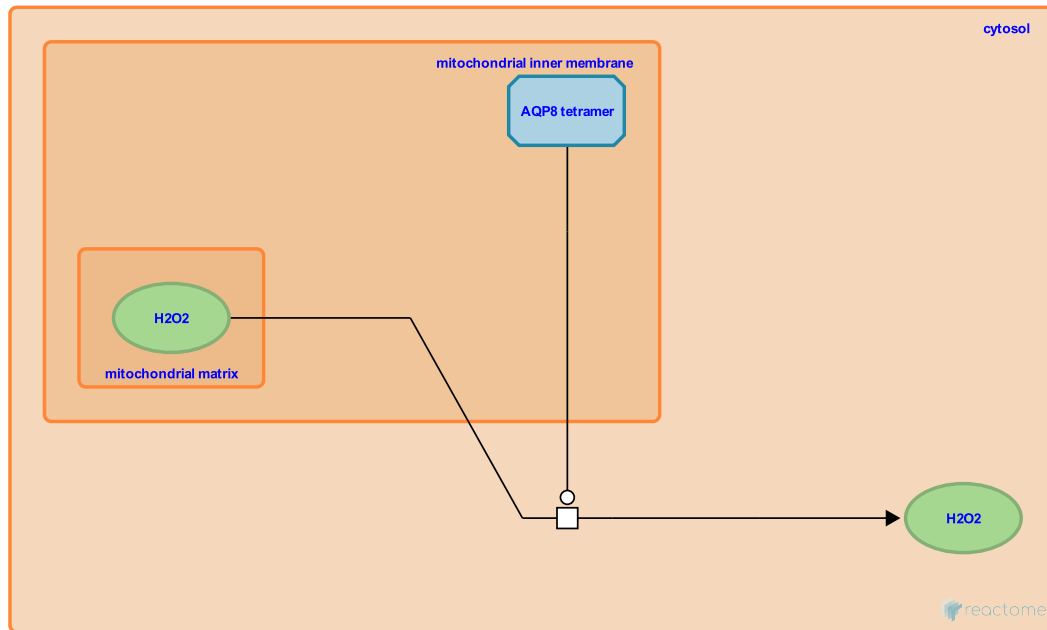 cytosol
mitochondrial inner membrane
AQP8 tetramer
H2O2
mitochondrial matrix
H2O2
reactome